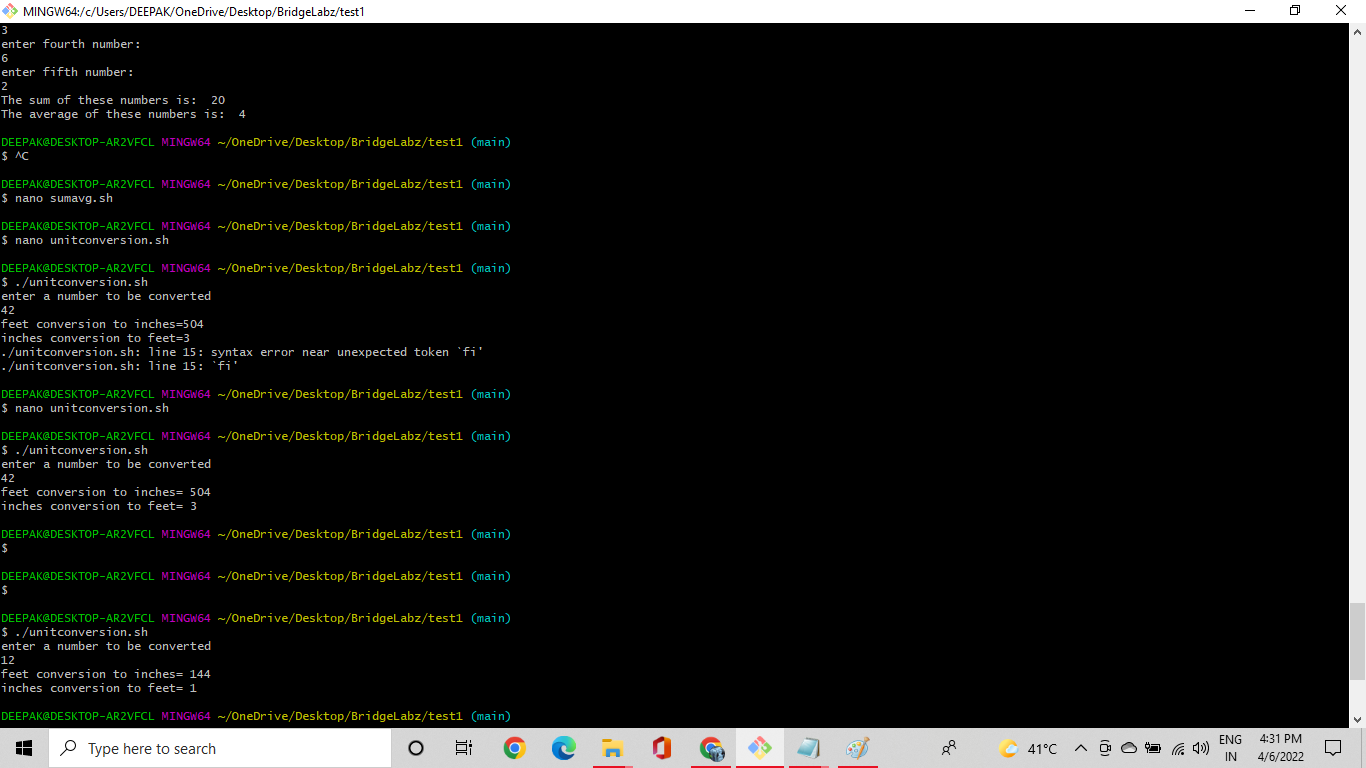 MINGW64:/c/Users/DEEPAK/OneDrive/Desktop/BridgeLabz/test1
3
enter fourth number:
6
enter fifth number:
2
The sum of these numbers is:  20
The average of these numbers is:  4
DEEPAK@DESKTOP-AR2VFCL MINGW64 ~/OneDrive/Desktop/BridgeLabz/test1 (main)
$ ^C
DEEPAK@DESKTOP-AR2VFCL MINGW64 ~/OneDrive/Desktop/BridgeLabz/test1 (main)
$ nano sumavg.sh
DEEPAK@DESKTOP-AR2VFCL MINGW64 ~/OneDrive/Desktop/BridgeLabz/test1 (main)
$ nano unitconversion.sh
DEEPAK@DESKTOP-AR2VFCL MINGW64 ~/OneDrive/Desktop/BridgeLabz/test1 (main)
$ ./unitconversion.sh
enter a number to be converted
42
feet conversion to inches=504
inches conversion to feet=3
./unitconversion.sh: line 15: syntax error near unexpected token `fi'
./unitconversion.sh: line 15: `fi'
DEEPAK@DESKTOP-AR2VFCL MINGW64 ~/OneDrive/Desktop/BridgeLabz/test1 (main)
$ nano unitconversion.sh
DEEPAK@DESKTOP-AR2VFCL MINGW64 ~/OneDrive/Desktop/BridgeLabz/test1 (main)
$ ./unitconversion.sh
enter a number to be converted
42
feet conversion to inches= 504
inches conversion to feet= 3
DEEPAK@DESKTOP-AR2VFCL MINGW64 ~/OneDrive/Desktop/BridgeLabz/test1 (main)
$
DEEPAK@DESKTOP-AR2VFCL MINGW64 ~/OneDrive/Desktop/BridgeLabz/test1 (main)
$
DEEPAK@DESKTOP-AR2VFCL MINGW64 ~/OneDrive/Desktop/BridgeLabz/test1 (main)
$ ./unitconversion.sh
enter a number to be converted
12
feet conversion to inches= 144
inches conversion to feet= 1
DEEPAK@DESKTOP-AR2VFCL MINGW64 ~/OneDrive/Desktop/BridgeLabz/test1 (main)
Type here to search
41°C
ENG
IN
4:31 PM
4/6/2022